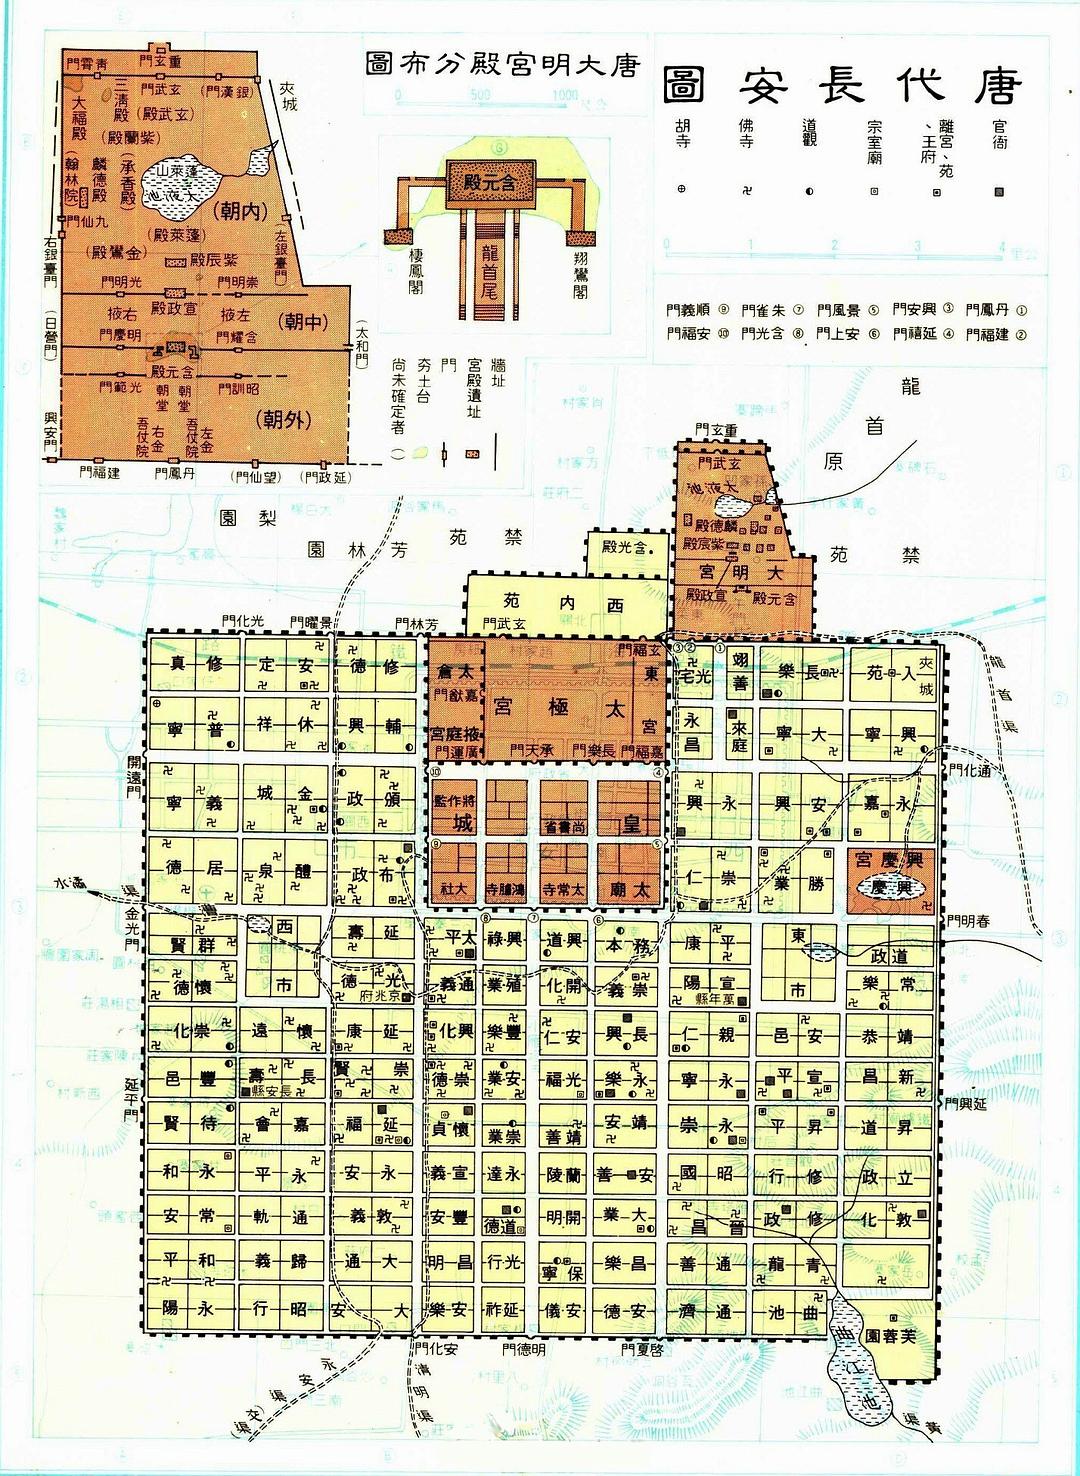 唐代長安圖
官衙
離宮、苑、王府
宗室廟
道觀
佛寺
胡寺
0 1 2 3 4 里公
①丹鳳門 ③興安門 ⑤景風門 ⑦朱雀門 ⑨順義門
②建福門 ④延禧門 ⑥安上門 ⑧含光門 ⑩安福門
唐大明宮殿分布圖
0 500 1000 公尺
含元殿
龍首尾
翔鸞閣
棲鳳閣
牆址
宮殿遺址
門
夯土台
尚未確定者()
重玄門
青霄門
夾城
玄武門
(銀漢門)
三清殿
(玄武殿)
大福殿
(紫蘭殿)
(承香殿)
麟德殿
(翰林院)
蓬萊山
太液池
(內朝)
九仙門
(蓬萊殿)
(左銀臺門)
右銀臺門
(金鸞殿)
紫宸殿
崇明門
光明門
宣政殿
左掖
右掖
(中朝)
(日營門)
(太和門)
含耀門
慶明門
含元殿
昭訓門
光範門
朝堂
朝堂
(外朝)
左金吾仗院
右金吾仗院
興安門
建福門
丹鳳門
(望仙門)
(延政門)
龍首原
禁苑
禁苑
芳林園
梨園
重玄門
玄武門
太液池
麟德殿
紫宸殿
大明宮
宣政殿
含元殿
含光殿
西內苑
玄武門
芳林門
景曜門
光化門
玄福門
太倉
嘉猷門
掖庭宮
廣運門
太極宮
東宮
承天門
長樂門
嘉福門
將作監
尚書省
皇城
大社
鴻臚寺
太常寺
太廟
修真
安定
修德
光宅
翊善
長樂
入苑
夾城
普寧
休祥
輔興
永昌
來庭
大寧
興寧
義寧
金城
頒政
永興
安興
永嘉
居德
醴泉
布政
崇仁
勝業
興慶宮
興慶
群賢
西市
延壽
太平
興祿
興道
務本
平康
東市
道政
懷德
光德
京兆府
通義
殖業
開化
崇義
宣陽
萬年縣
常樂
崇化
懷遠
延康
興化
豐樂
安仁
長興
親仁
安邑
靖恭
豐邑
長壽
長安縣
崇賢
崇德
安業
光福
永樂
永寧
宣平
新昌
待賢
嘉會
延福
懷貞
崇業
靖善
靖安
永崇
昇平
昇道
永和
永平
永安
宣義
永達
蘭陵
安善
昭國
修行
立政
常安
通軌
敦義
豐安
道德
開明
大業
晉昌
修政
敦化
和平
歸義
大通
昌明
光行
保寧
昌樂
通善
青龍
永陽
昭行
大安
安樂
延祚
安儀
安德
通濟
曲池
芙蓉園
曲江池
黃渠
開遠門
金光門
延平門
通化門
春明門
延興門
安化門
明德門
啓夏門
龍首渠
潏水
渠
永安渠
(交渠)
清明渠